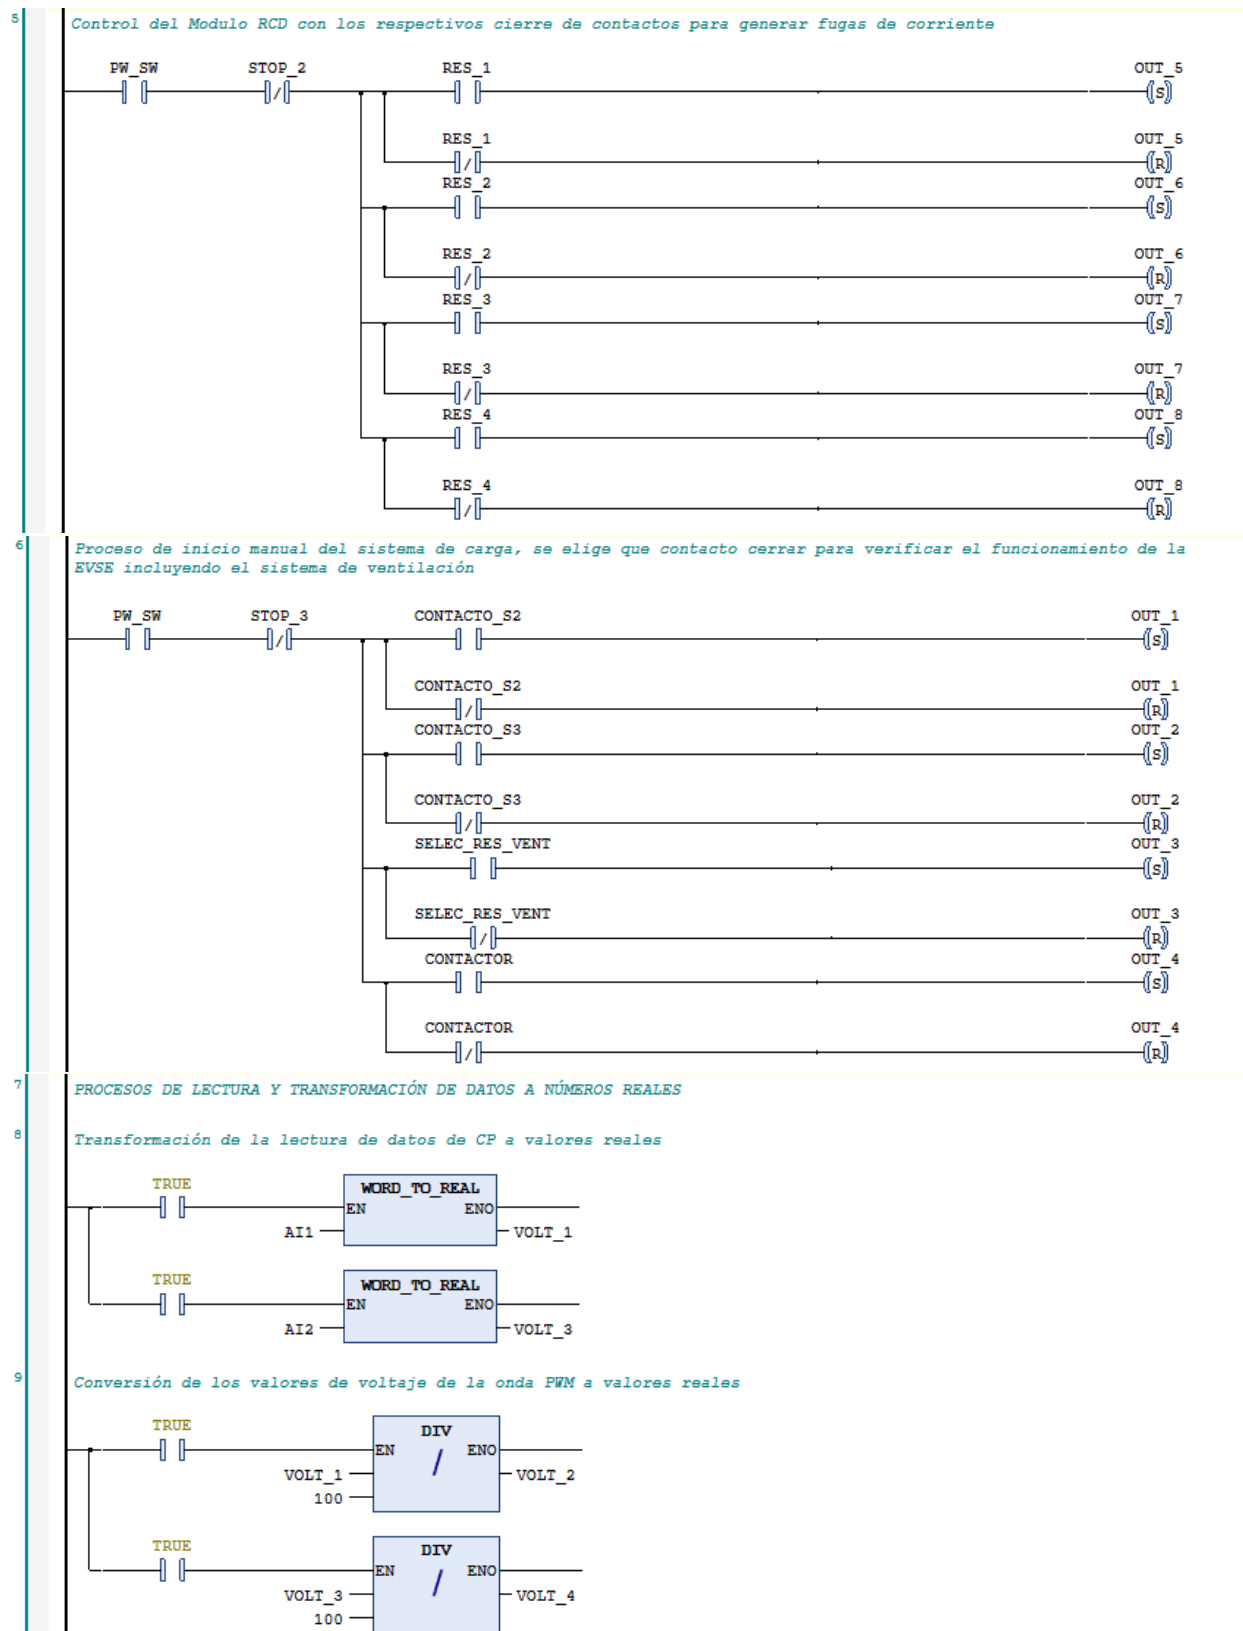 5
Control del Modulo RCD con los respectivos cierre de contactos para generar fugas de corriente
PW_SW STOP_2 RES_1 OUT_5
/ S
RES_1 OUT_5
/ R
RES_2 OUT_6
S
RES_2 OUT_6
/ R
RES_3 OUT_7
S
RES_3 OUT_7
/ R
RES_4 OUT_8
S
RES_4 OUT_8
/ R
6
Proceso de inicio manual del sistema de carga, se elige que contacto cerrar para verificar el funcionamiento de la
EVSE incluyendo el sistema de ventilación
PW_SW STOP_3 CONTACTO_S2 OUT_1
/ S
CONTACTO_S2 OUT_1
/ R
CONTACTO_S3 OUT_2
S
CONTACTO_S3 OUT_2
/ R
SELEC_RES_VENT OUT_3
S
SELEC_RES_VENT OUT_3
/ R
CONTACTOR OUT_4
S
CONTACTOR OUT_4
/ R
7
PROCESOS DE LECTURA Y TRANSFORMACIÓN DE DATOS A NÚMEROS REALES
8
Transformación de la lectura de datos de CP a valores reales
TRUE WORD_TO_REAL
EN ENO
AI1 VOLT_1
TRUE WORD_TO_REAL
EN ENO
AI2 VOLT_3
9
Conversión de los valores de voltaje de la onda PWM a valores reales
TRUE DIV
EN / ENO
VOLT_1 VOLT_2
100
TRUE DIV
EN / ENO
VOLT_3 VOLT_4
100